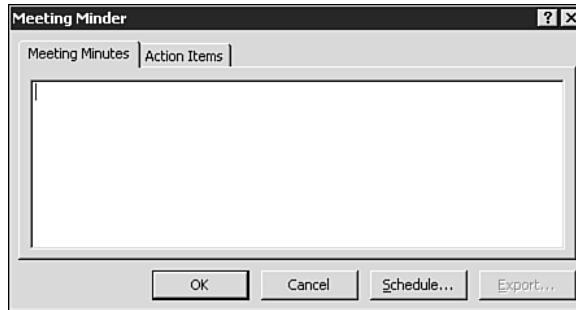 Meeting Minder
Meeting Minutes Action Items
OK Cancel Schedule... Export...